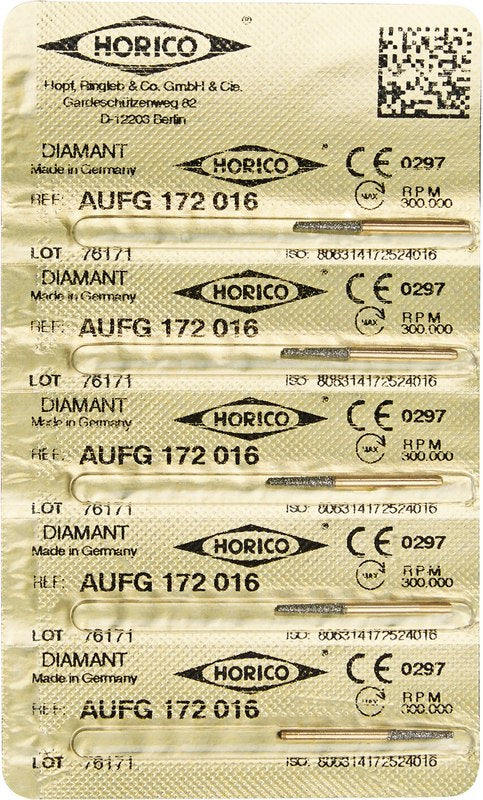 HORICO ®
Hopf, Ringleb & Co. GmbH & Cie.
Gardeschützenweg 82
D-12203 Berlin
DIAMANT
Made in Germany
HORICO ®
CE 0297
REF: AUFG 172 016
MAX. RPM
300.000
LOT 76171
ISO: 806314172524016
DIAMANT
Made in Germany
HORICO ®
CE 0297
REF: AUFG 172 016
MAX. RPM
300.000
LOT 76171
ISO: 806314172524016
DIAMANT
Made in Germany
HORICO ®
CE 0297
REF: AUFG 172 016
MAX. RPM
300.000
LOT 76171
ISO: 806314172524016
DIAMANT
Made in Germany
HORICO ®
CE 0297
REF: AUFG 172 016
MAX. RPM
300.000
LOT 76171
ISO: 806314172524016
DIAMANT
Made in Germany
HORICO ®
CE 0297
REF: AUFG 172 016
MAX. RPM
300.000
LOT 76171
ISO: 806314172524016